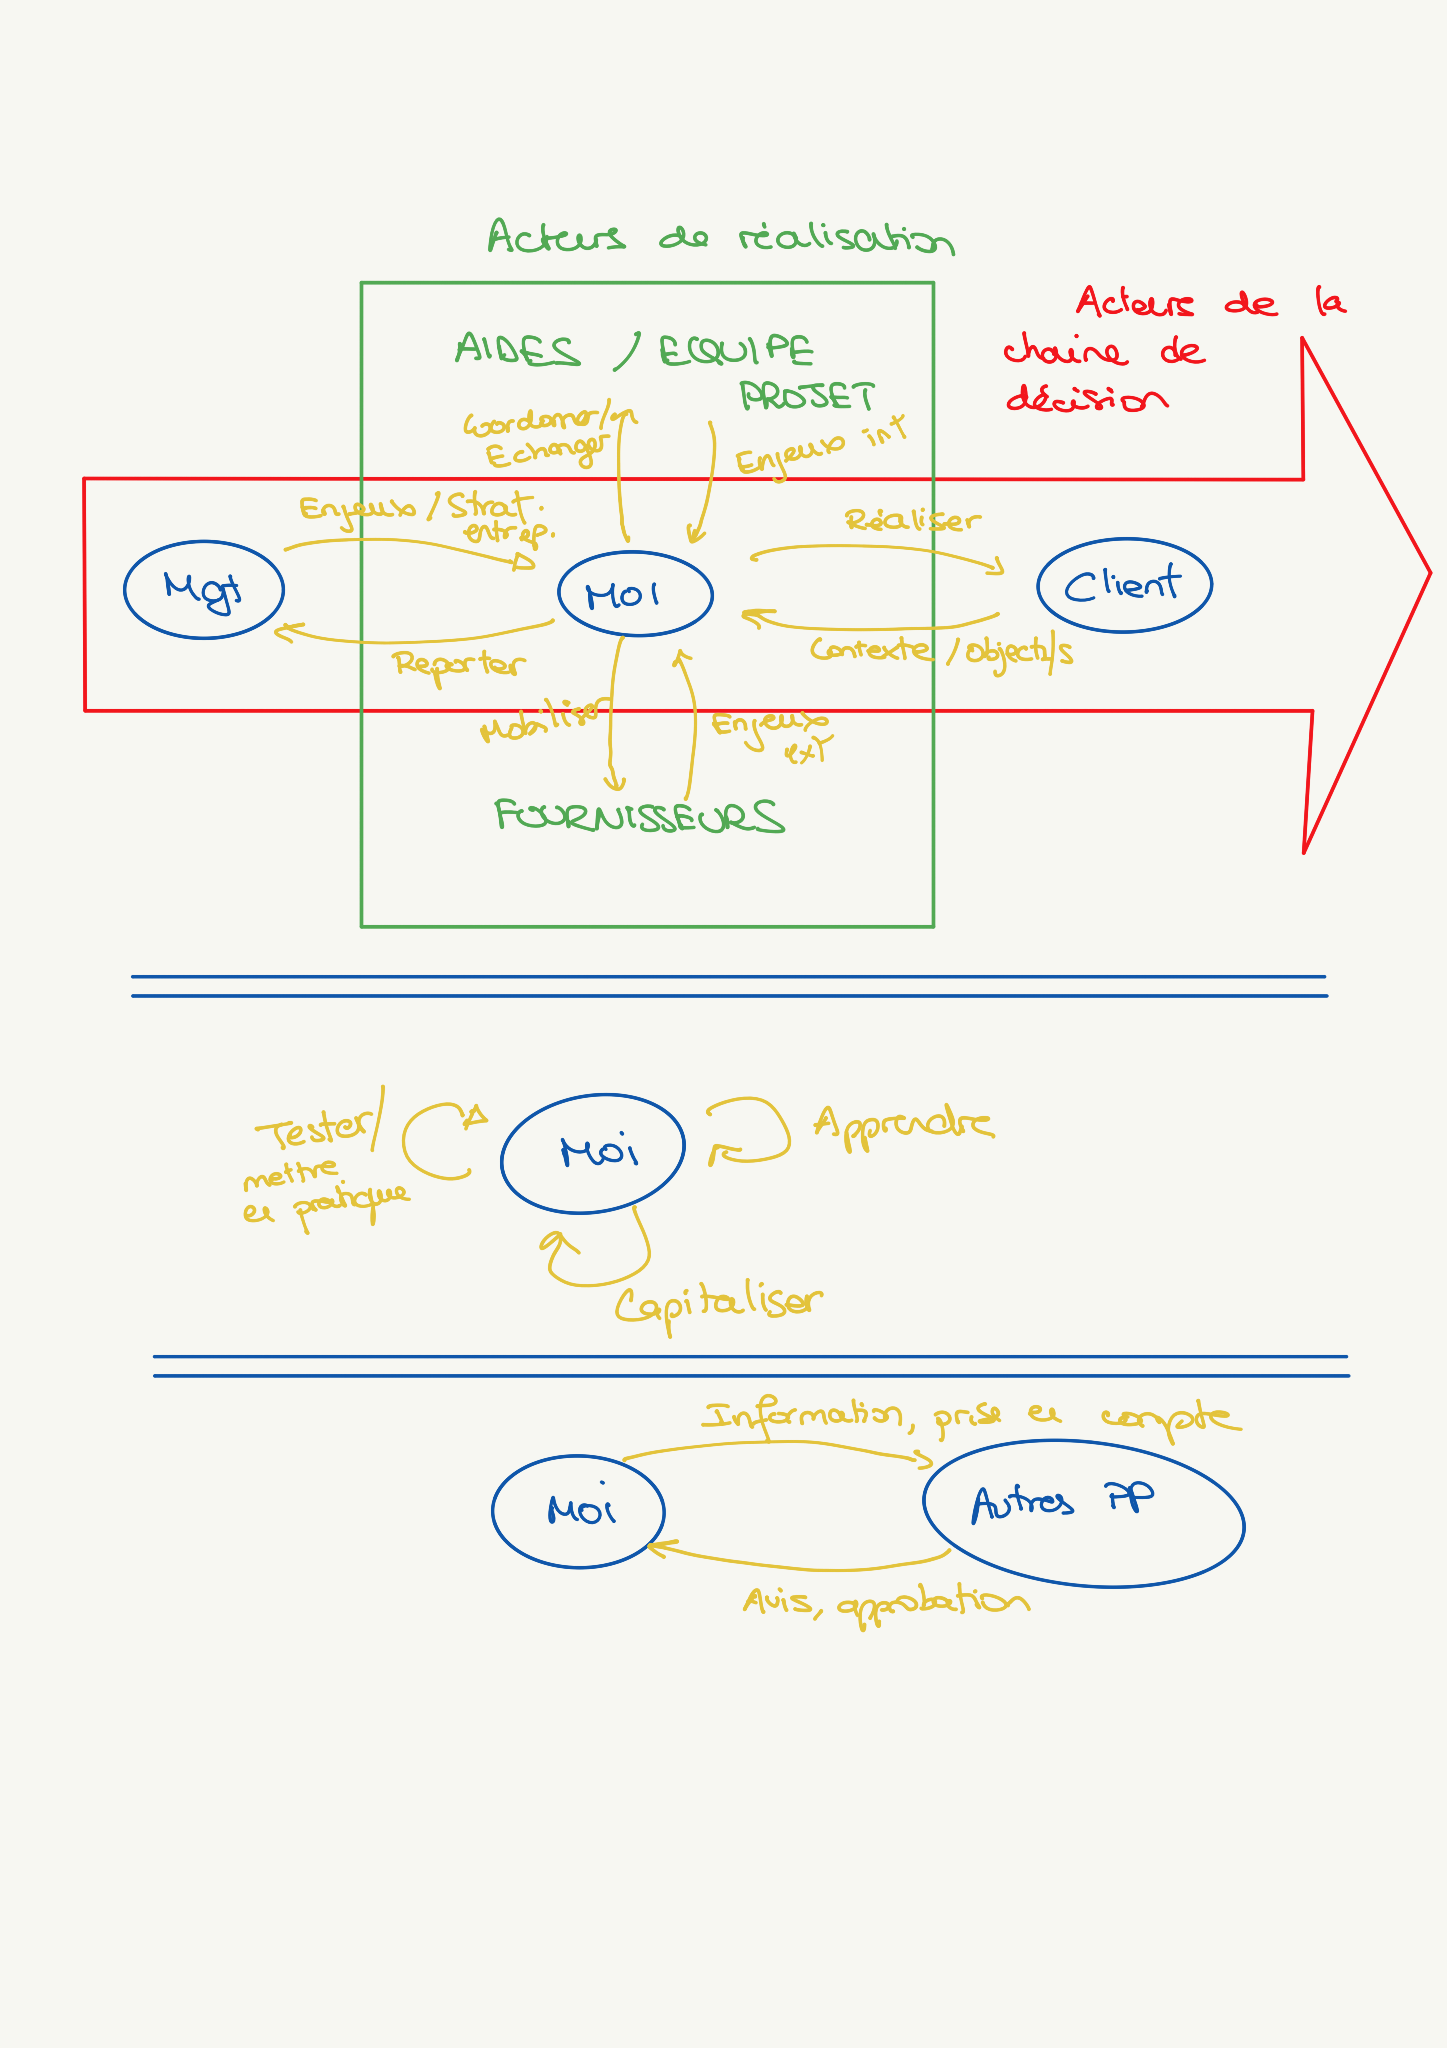 Acteurs de réalisation
Acteurs de la
chaine de
décision
AIDES / EQUIPE
PROJET
Coordonner/
Echanger
Enjeux int
Enjeux / Strat.
entrep.
Réaliser
Mgt
MOI
Client
Reporter
Contexte / Objectifs
Mobiliser
Enjeux
ext
FOURNISSEURS
Tester/
mettre
en pratique
Moi
Apprendre
Capitaliser
Information, prise en compte
Moi
Autres PP
Avis, approbation